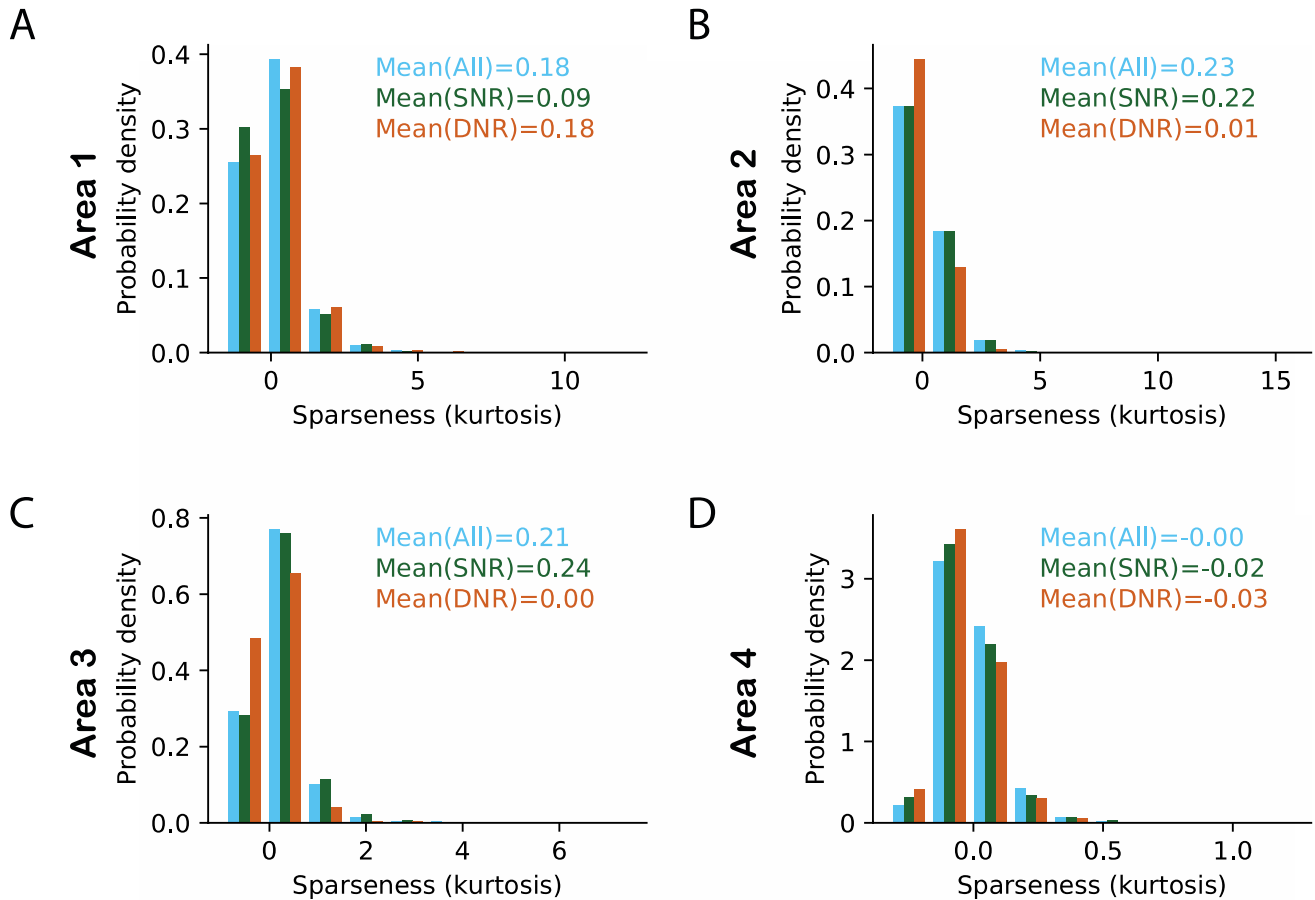 A
Area 1
Probability density
0.4
0.3
0.2
0.1
0.0
Mean(All)=0.18
Mean(SNR)=0.09
Mean(DNR)=0.18
0 5 10
Sparseness (kurtosis)
B
Area 2
Probability density
0.4
0.3
0.2
0.1
0.0
Mean(All)=0.23
Mean(SNR)=0.22
Mean(DNR)=0.01
0 5 10 15
Sparseness (kurtosis)
C
Area 3
Probability density
0.8
0.6
0.4
0.2
0.0
Mean(All)=0.21
Mean(SNR)=0.24
Mean(DNR)=0.00
0 2 4 6
Sparseness (kurtosis)
D
Area 4
Probability density
3
2
1
0
Mean(All)=-0.00
Mean(SNR)=-0.02
Mean(DNR)=-0.03
0.0 0.5 1.0
Sparseness (kurtosis)